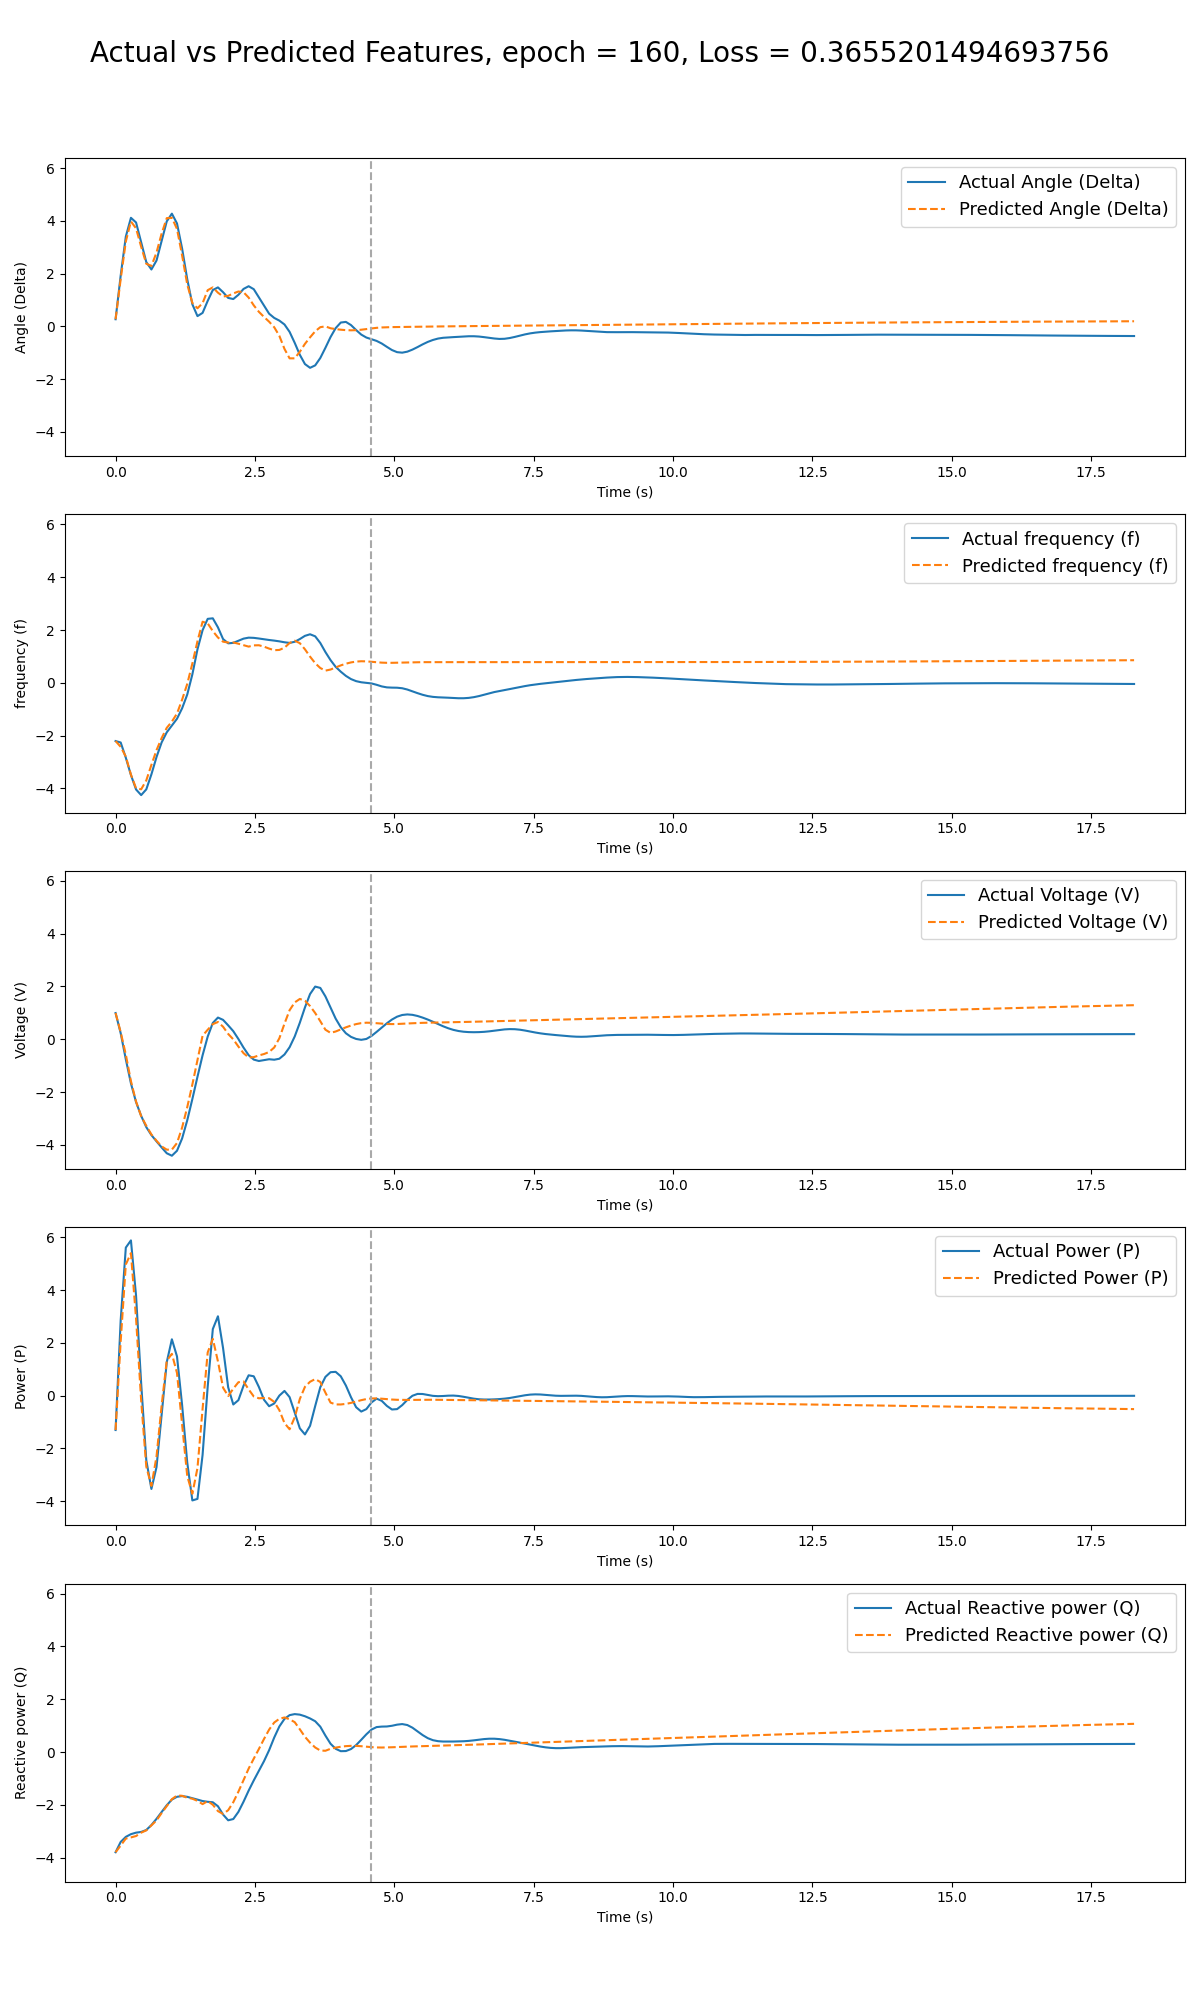 Actual vs Predicted Features, epoch = 160, Loss = 0.3655201494693756
6
4
2
0
−2
−4
Angle (Delta)
Actual Angle (Delta)
Predicted Angle (Delta)
0.0 2.5 5.0 7.5 10.0 12.5 15.0 17.5
Time (s)
6
4
2
0
−2
−4
frequency (f)
Actual frequency (f)
Predicted frequency (f)
0.0 2.5 5.0 7.5 10.0 12.5 15.0 17.5
Time (s)
6
4
2
0
−2
−4
Voltage (V)
Actual Voltage (V)
Predicted Voltage (V)
0.0 2.5 5.0 7.5 10.0 12.5 15.0 17.5
Time (s)
6
4
2
0
−2
−4
Power (P)
Actual Power (P)
Predicted Power (P)
0.0 2.5 5.0 7.5 10.0 12.5 15.0 17.5
Time (s)
6
4
2
0
−2
−4
Reactive power (Q)
Actual Reactive power (Q)
Predicted Reactive power (Q)
0.0 2.5 5.0 7.5 10.0 12.5 15.0 17.5
Time (s)